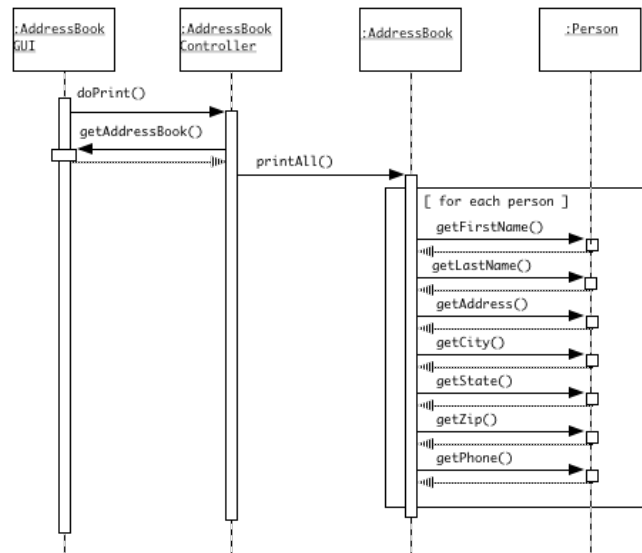 :AddressBook
GUI
:AddressBook
Controller
:AddressBook
:Person
doPrint()
getAddressBook()
printAll()
[ for each person ]
getFirstName()
getLastName()
getAddress()
getCity()
getState()
getZip()
getPhone()